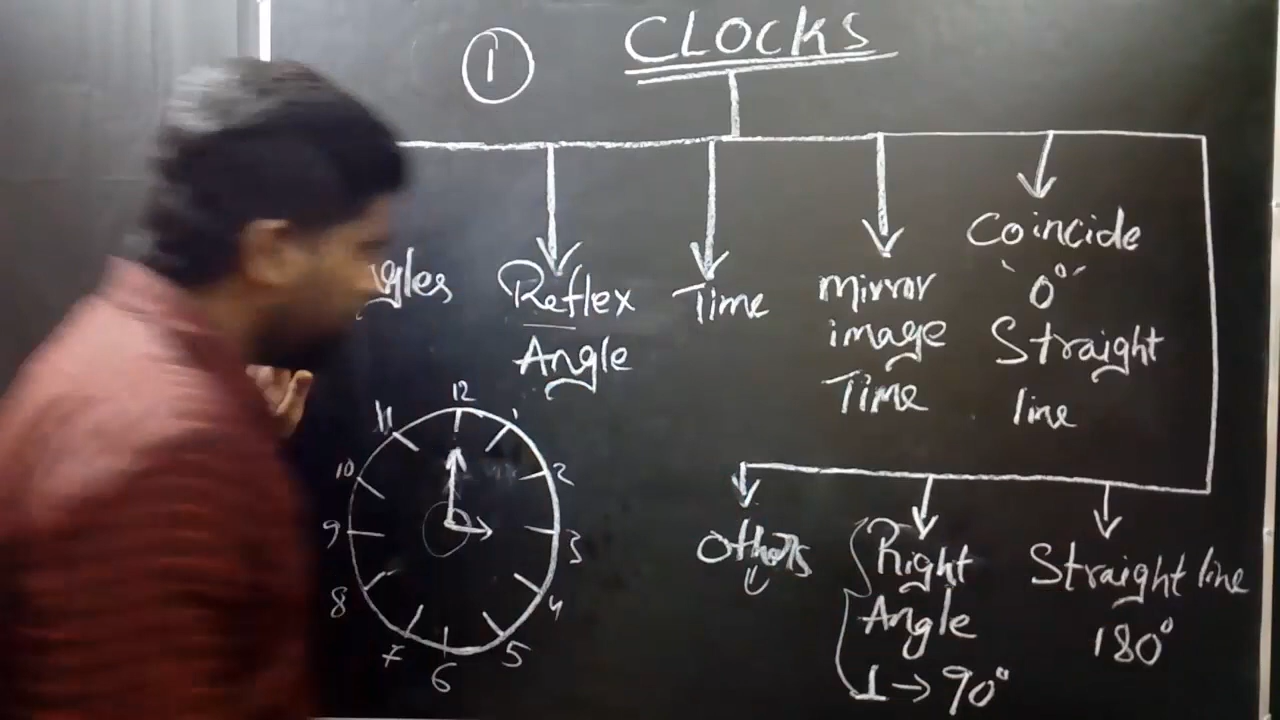 1
CLOCKS
gles
Reflex
Angle
Time
mirror
image
Time
Coincide
0°
Straight
line
12
1
2
3
4
5
6
7
8
9
10
11
Others
Right
Angle
⊥ → 90°
Straight line
180°